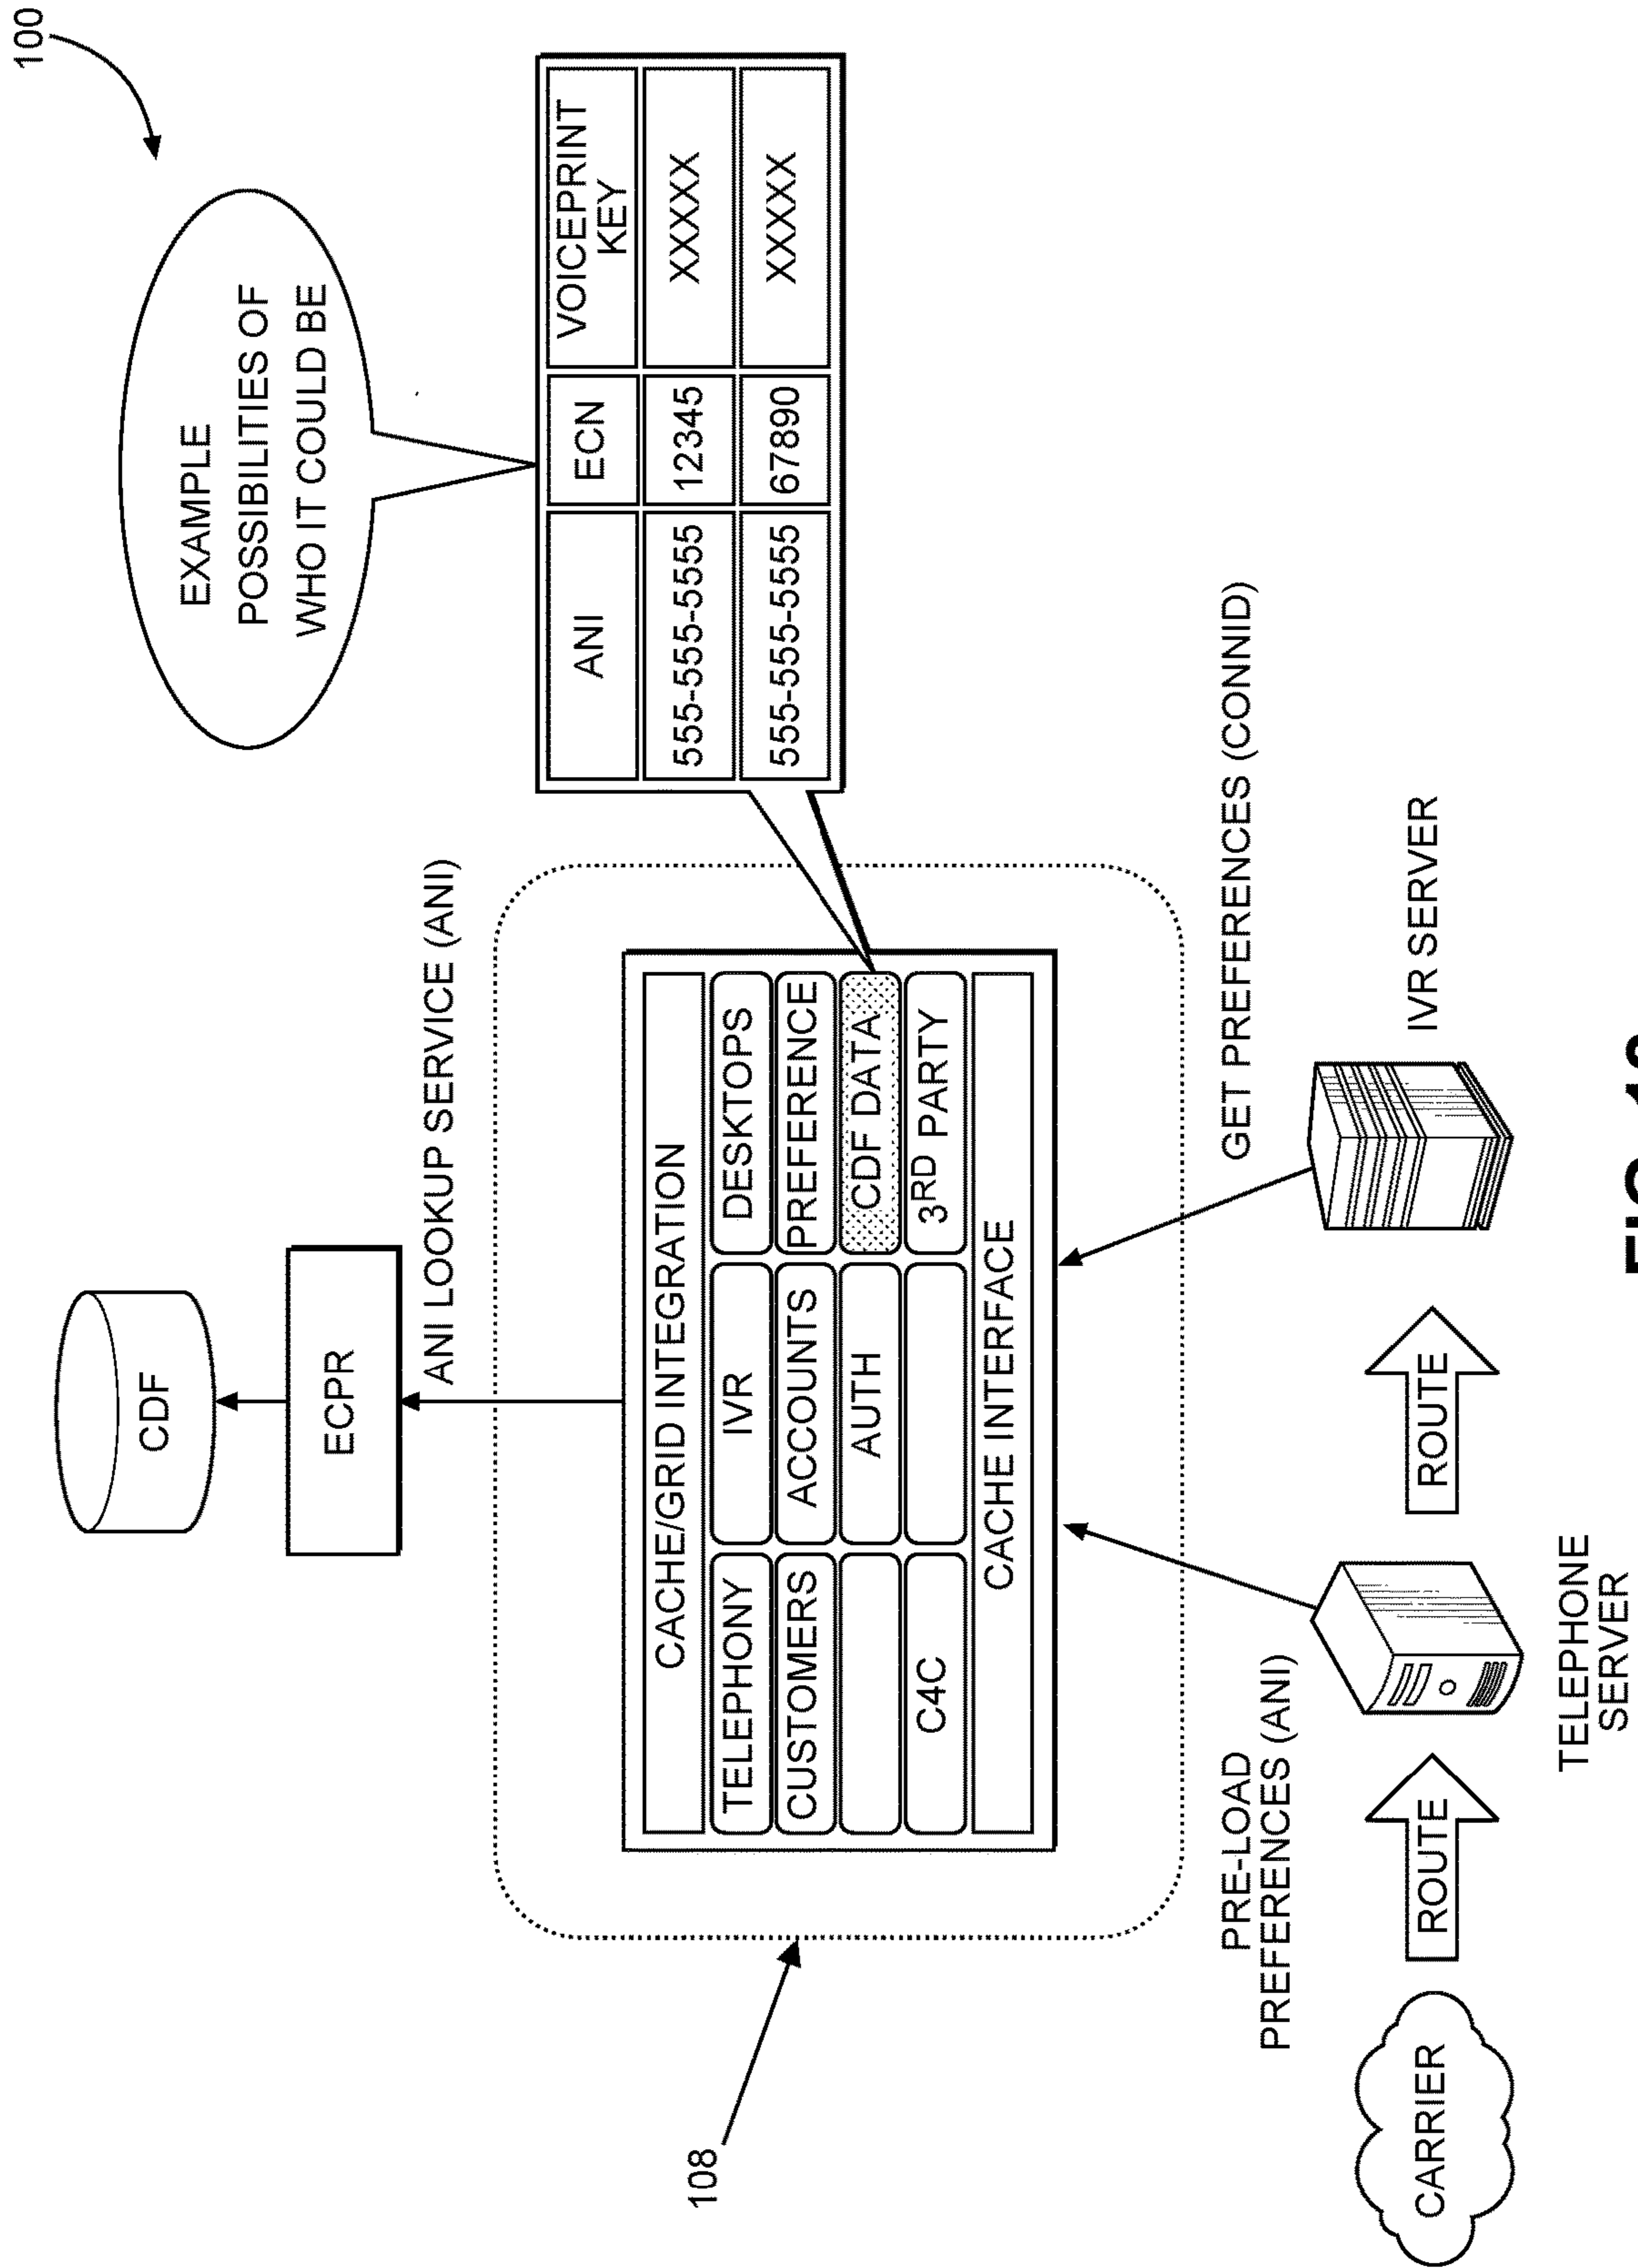 100
EXAMPLE
POSSIBILITIES OF
WHO IT COULD BE
CDF
ECPR
ANI LOOKUP SERVICE (ANI)
ANI ECN VOICEPRINT
KEY
555-555-5555 12345 XXXXX
555-555-5555 67890 XXXXX
108
CACHE/GRID INTEGRATION
TELEPHONY IVR DESKTOPS
CUSTOMERS ACCOUNTS PREFERENCE
AUTH CDF DATA
C4C 3RD PARTY
CACHE INTERFACE
PRE-LOAD
PREFERENCES (ANI)
GET PREFERENCES (CONNID)
CARRIER
ROUTE
TELEPHONE
SERVER
ROUTE
IVR SERVER